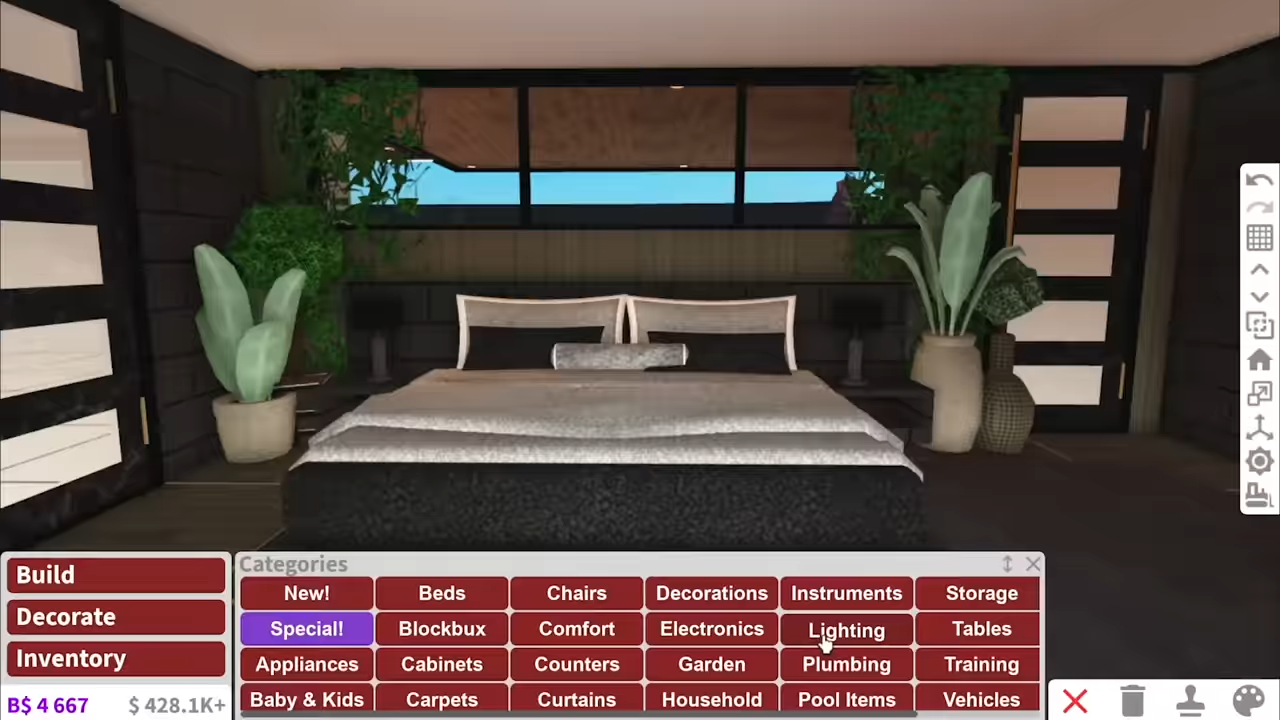 Build
Decorate
Inventory
B$ 4 667 $ 428.1K+
Categories
New! Beds Chairs Decorations Instruments Storage
Special! Blockbux Comfort Electronics Lighting Tables
Appliances Cabinets Counters Garden Plumbing Training
Baby & Kids Carpets Curtains Household Pool Items Vehicles